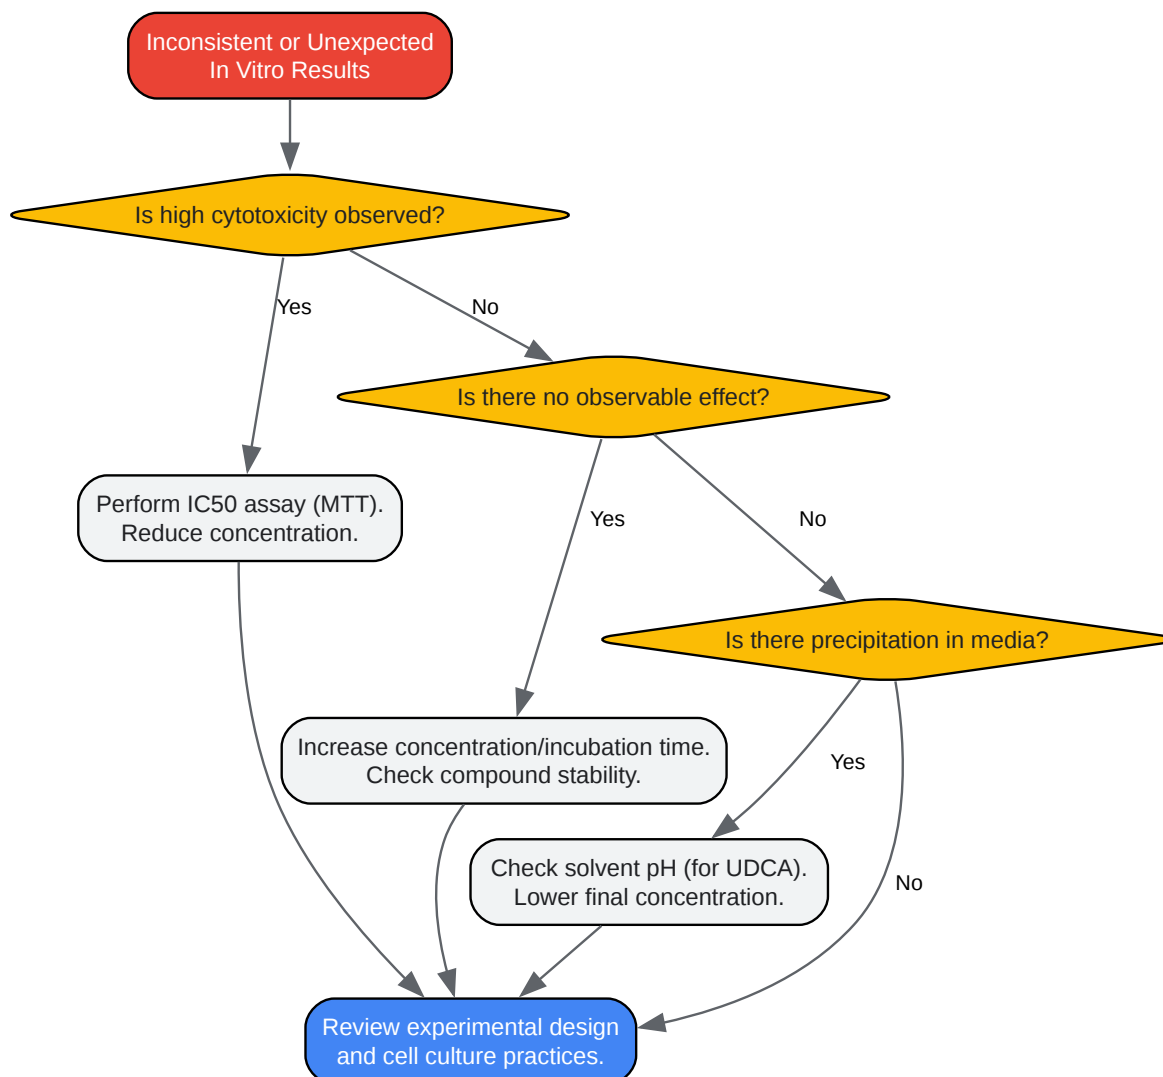 Inconsistent or Unexpected
In Vitro Results
Is high cytotoxicity observed?
Yes
No
Is there no observable effect?
Perform IC50 assay (MTT).
Reduce concentration.
Yes
No
Is there precipitation in media?
Increase concentration/incubation time.
Check compound stability.
Yes
Check solvent pH (for UDCA).
Lower final concentration.
No
Review experimental design
and cell culture practices.